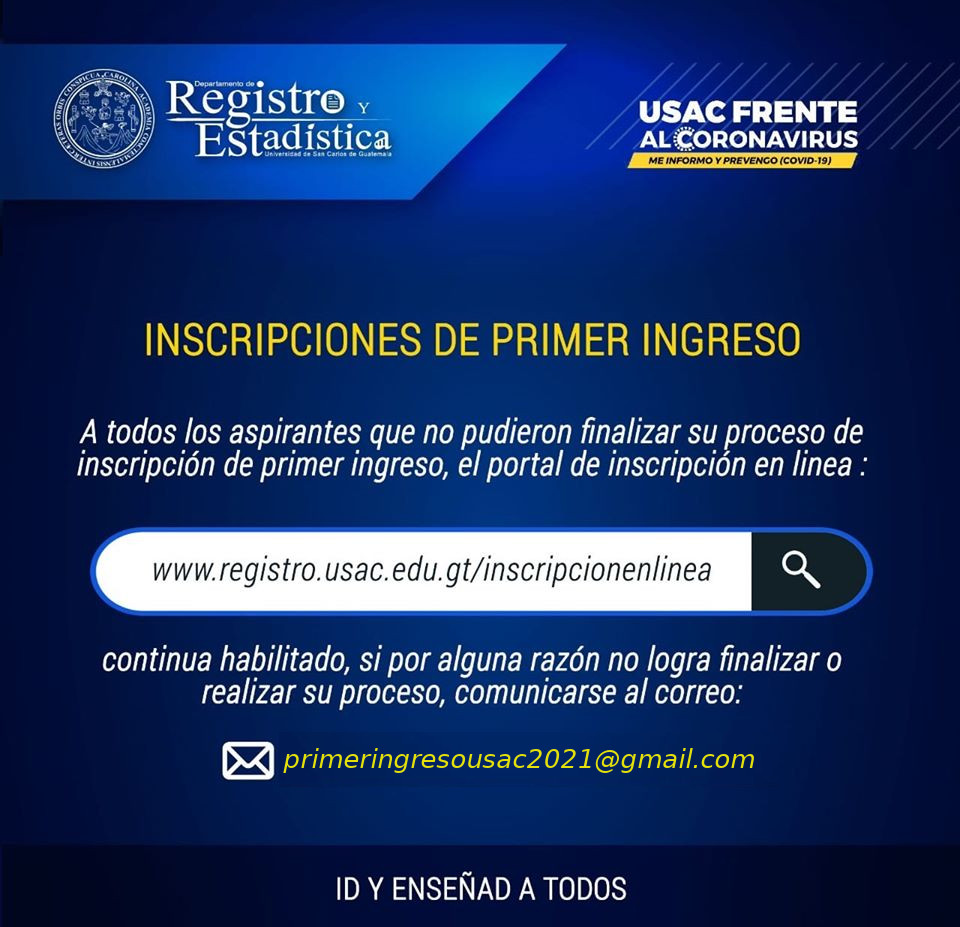 Departamento de
Registro Y
Estadística
Universidad de San Carlos de Guatemala
USAC FRENTE
AL CORONAVIRUS
ME INFORMO Y PREVENGO (COVID-19)
INSCRIPCIONES DE PRIMER INGRESO
A todos los aspirantes que no pudieron finalizar su proceso de
inscripción de primer ingreso, el portal de inscripción en linea :
www.registro.usac.edu.gt/inscripcionenlinea
continua habilitado, si por alguna razón no logra finalizar o
realizar su proceso, comunicarse al correo:
primeringresousac2021@gmail.com
ID Y ENSEÑAD A TODOS